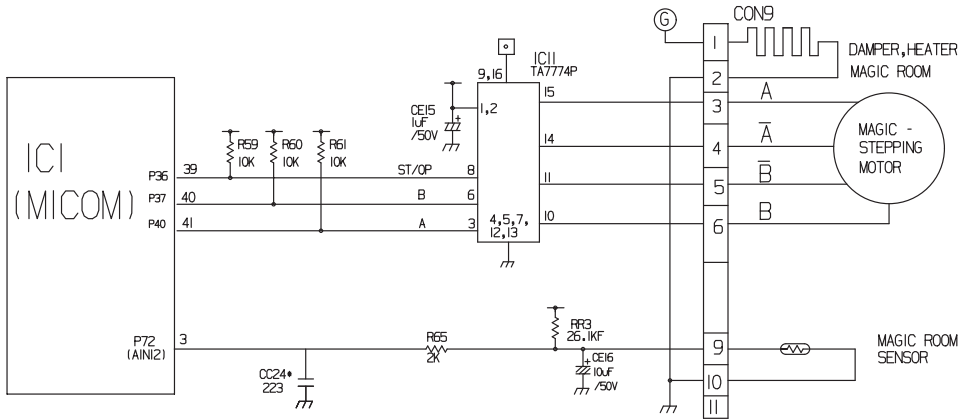 G
CON9
1
DAMPER,HEATER
MAGIC ROOM
2
IC11
TA7774P
9,16
15
3
A
CE15
1uF
/50V
1,2
14
4
A̅
MAGIC -
STEPPING
MOTOR
IC1
(MICOM)
R59
10K
R60
10K
R61
10K
P36
39
ST/OP
8
11
5
B̅
P37
40
B
6
10
6
B
P40
41
A
3
4,5,7,
12,13
P72
(AIN12)
3
R65
2K
RR3
26.1KF
9
MAGIC ROOM
SENSOR
CC24*
223
CE16
10uF
/50V
10
11